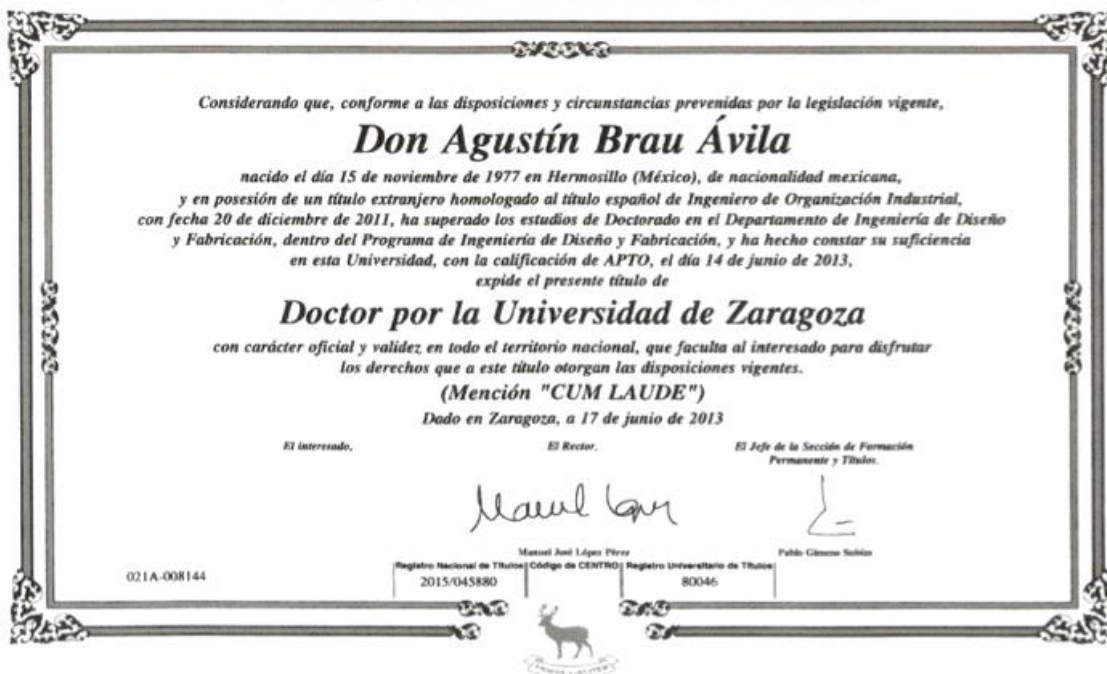 Considerando que, conforme a las disposiciones y circunstancias prevenidas por la legislación vigente,
Don Agustín Brau Ávila
nacido el día 15 de noviembre de 1977 en Hermosillo (México), de nacionalidad mexicana,
y en posesión de un título extranjero homologado al título español de Ingeniero de Organización Industrial,
con fecha 20 de diciembre de 2011, ha superado los estudios de Doctorado en el Departamento de Ingeniería de Diseño
y Fabricación, dentro del Programa de Ingeniería de Diseño y Fabricación, y ha hecho constar su suficiencia
en esta Universidad, con la calificación de APTO, el día 14 de junio de 2013,
expide el presente título de
Doctor por la Universidad de Zaragoza
con carácter oficial y validez en todo el territorio nacional, que faculta al interesado para disfrutar
los derechos que a este título otorgan las disposiciones vigentes.
(Mención "CUM LAUDE")
Dado en Zaragoza, a 17 de junio de 2013
El interesado, El Rector, El Jefe de la Sección de Formación
Permanente y Títulos,
Manuel José López Pérez Pablo Gimeno
Registro Nacional de Títulos Código de CENTRO Registro Universitario de Títulos
021A-008144 2015/045880 80046